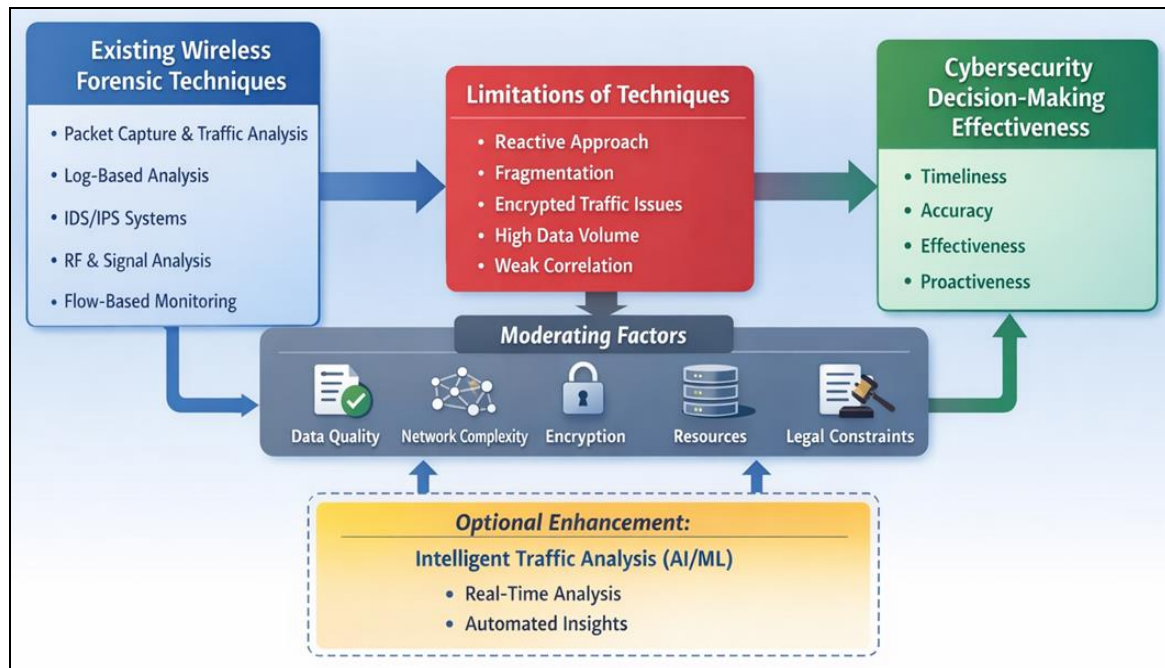 Existing Wireless
Forensic Techniques
• Packet Capture & Traffic Analysis
• Log-Based Analysis
• IDS/IPS Systems
• RF & Signal Analysis
• Flow-Based Monitoring
Limitations of Techniques
• Reactive Approach
• Fragmentation
• Encrypted Traffic Issues
• High Data Volume
• Weak Correlation
Cybersecurity
Decision-Making
Effectiveness
• Timeliness
• Accuracy
• Effectiveness
• Proactiveness
Moderating Factors
Data Quality
Network Complexity
Encryption
Resources
Legal Constraints
Optional Enhancement:
Intelligent Traffic Analysis (AI/ML)
• Real-Time Analysis
• Automated Insights